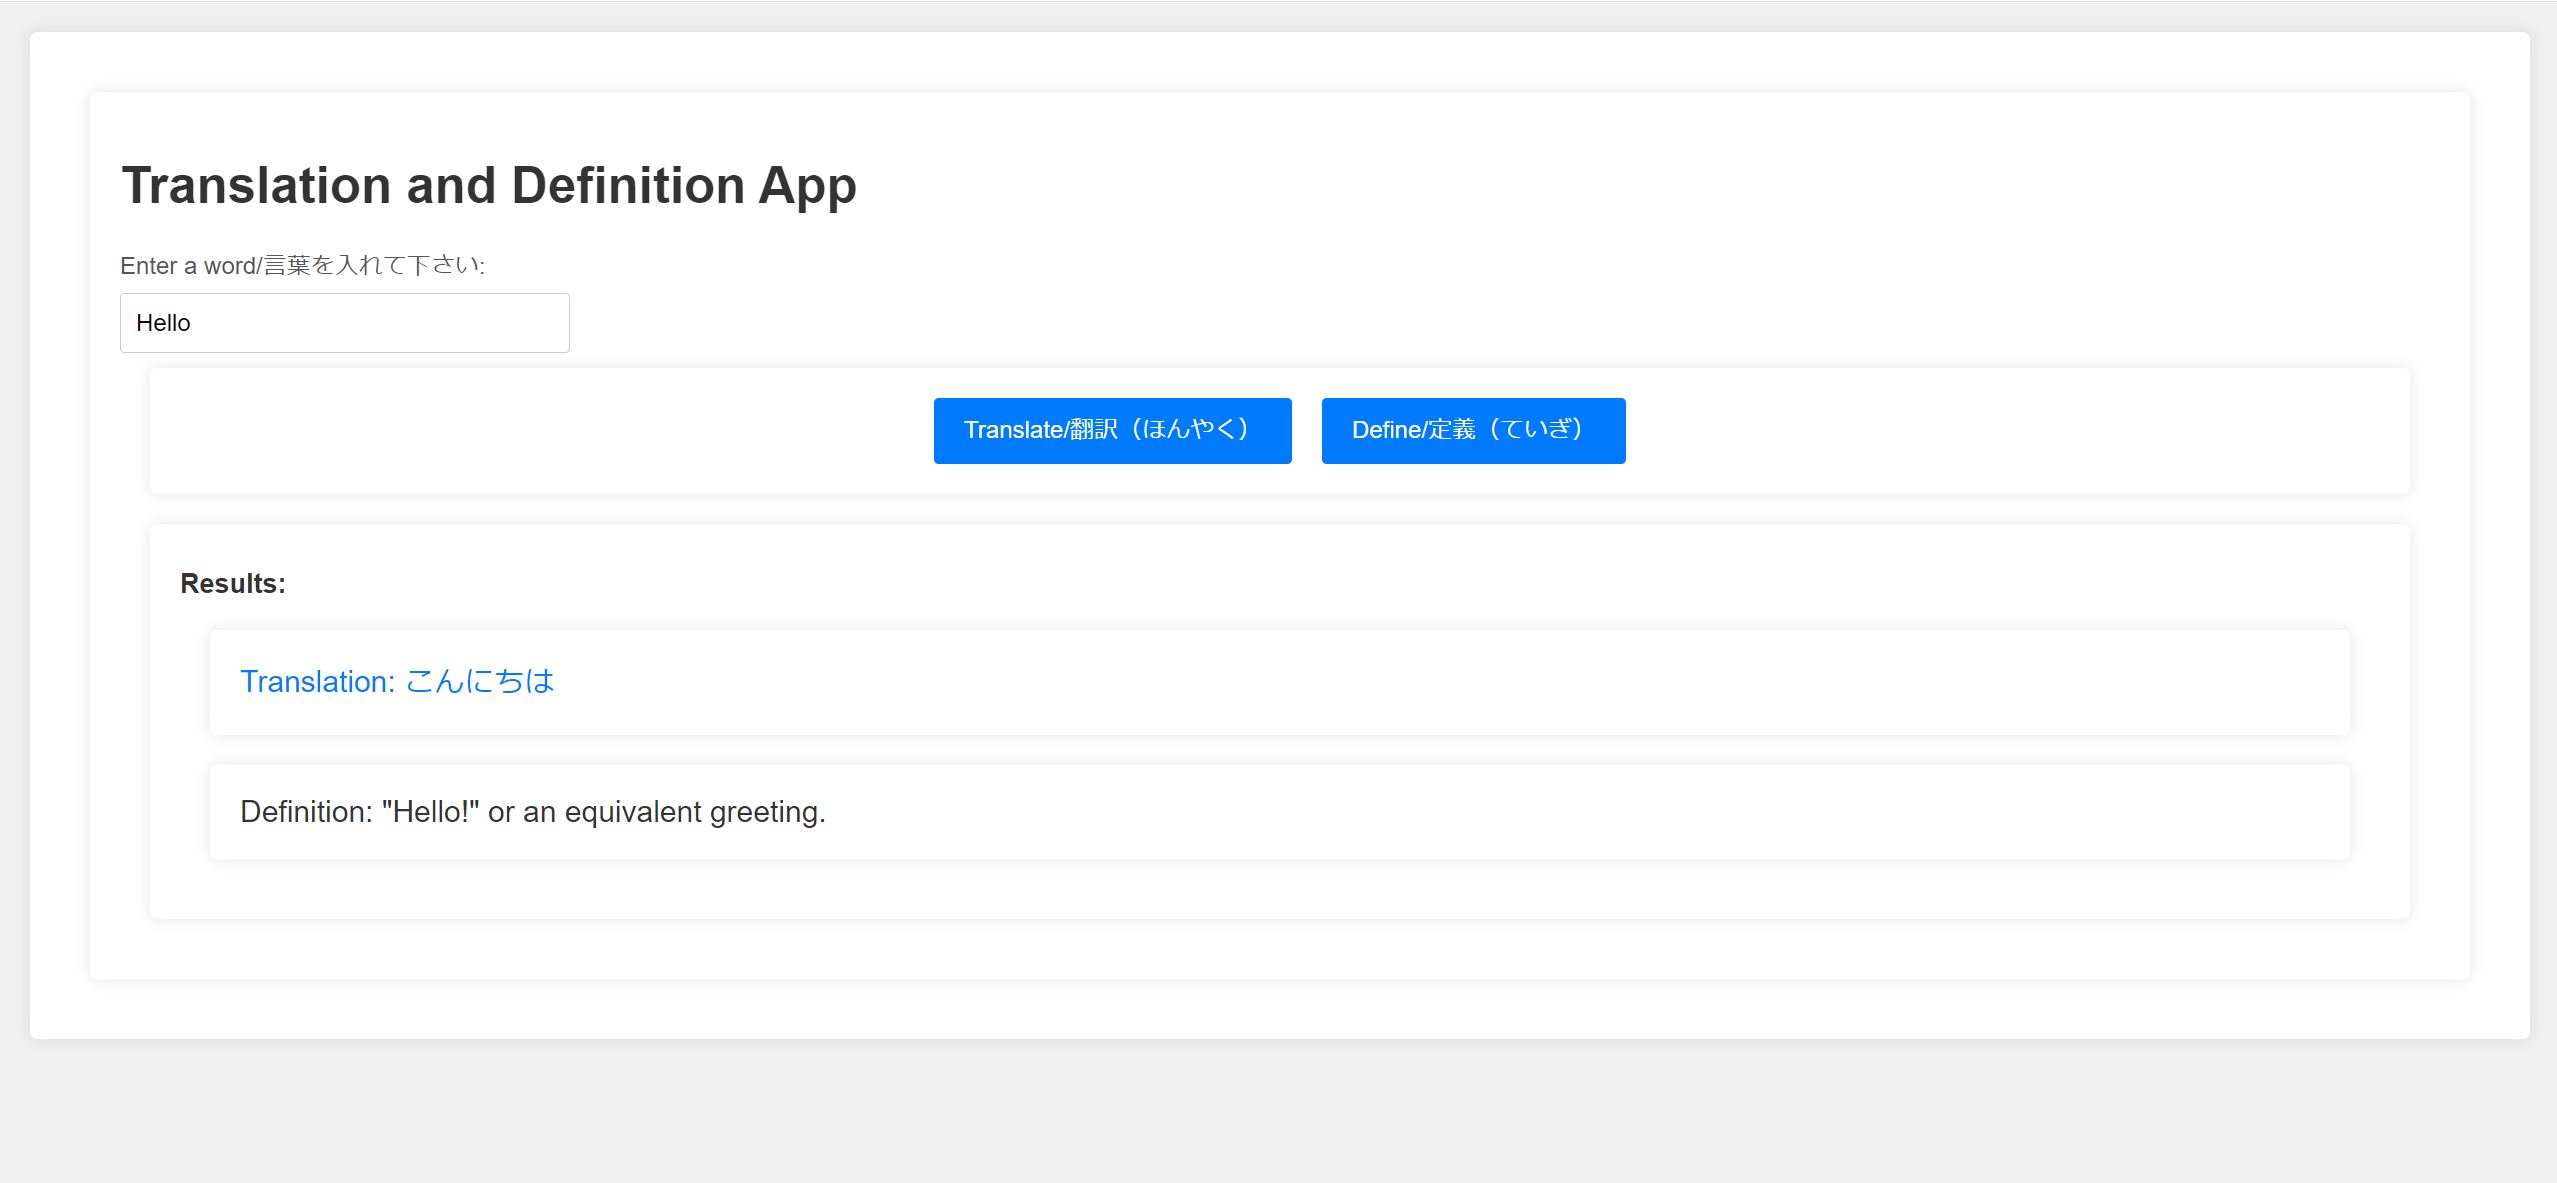 Translation and Definition App
Enter a word/言葉を入れて下さい:
Hello
Translate/翻訳（ほんやく）
Define/定義（ていぎ）
Results:
Translation: こんにちは
Definition: "Hello!" or an equivalent greeting.